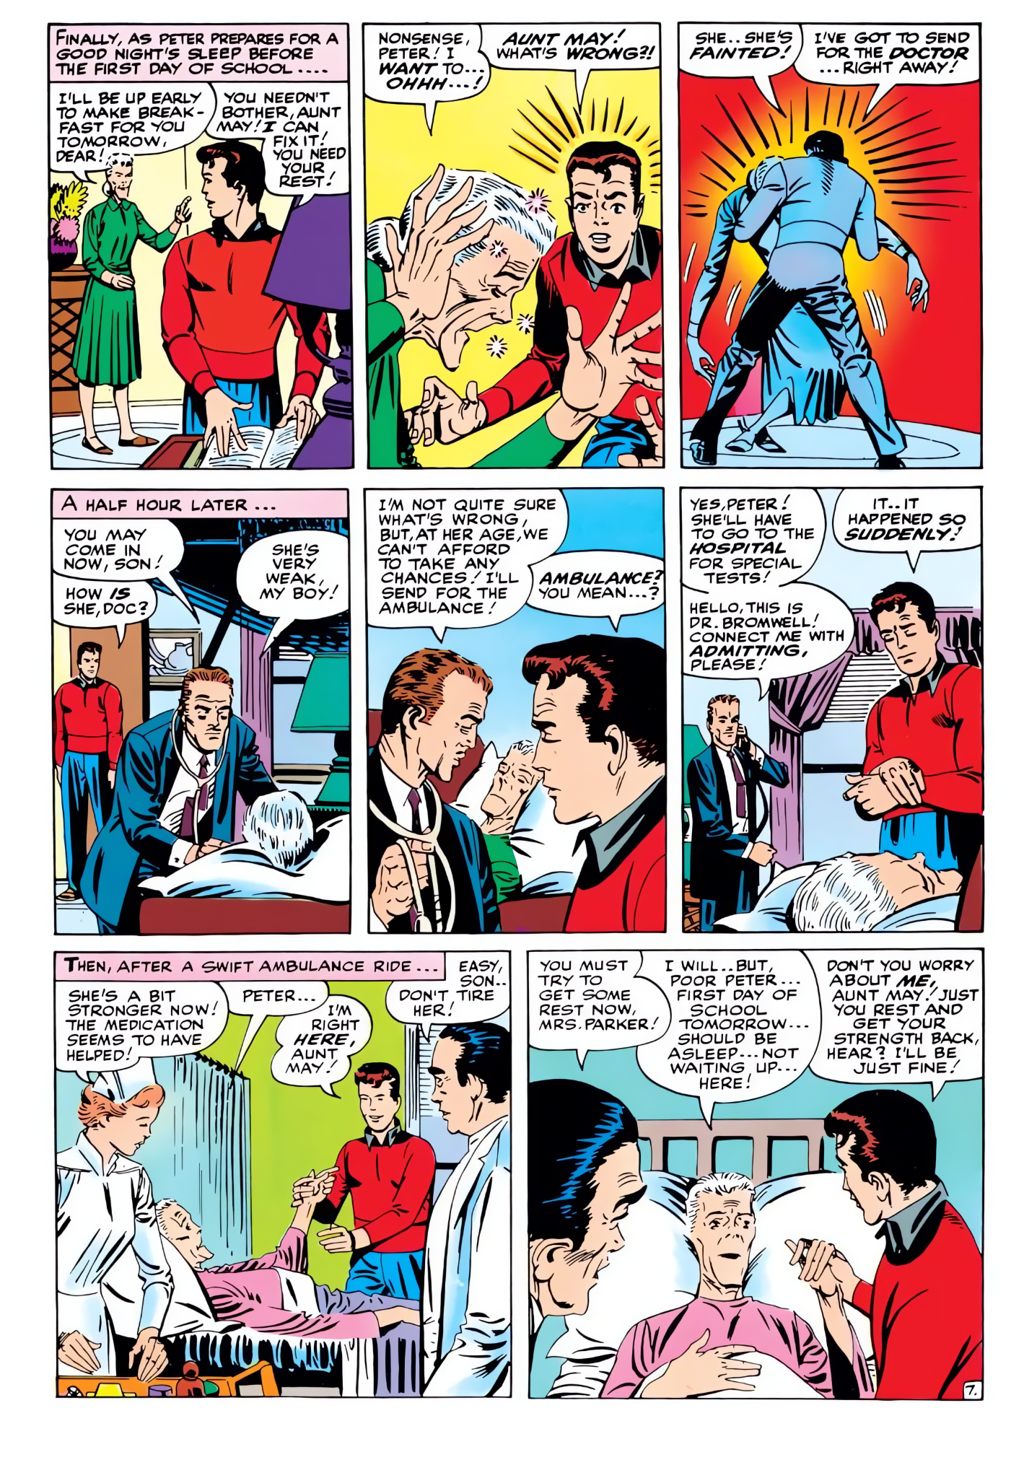 FINALLY, AS PETER PREPARES FOR A
GOOD NIGHT'S SLEEP BEFORE
THE FIRST DAY OF SCHOOL ....
I'LL BE UP EARLY
TO MAKE BREAK-
FAST FOR YOU
TOMORROW,
DEAR!
YOU NEEDN'T
BOTHER, AUNT
MAY! I CAN
FIX IT!
YOU NEED
YOUR
REST!
NONSENSE,
PETER! I
WANT TO...
OHHH...!
AUNT MAY!
WHAT'S WRONG?!
SHE..SHE'S
FAINTED!
I'VE GOT TO SEND
FOR THE DOCTOR
...RIGHT AWAY!
A HALF HOUR LATER ...
YOU MAY
COME IN
NOW, SON!
HOW IS
SHE, DOC?
SHE'S
VERY
WEAK,
MY BOY!
I'M NOT QUITE SURE
WHAT'S WRONG,
BUT, AT HER AGE, WE
CAN'T AFFORD
TO TAKE ANY
CHANCES! I'LL
SEND FOR THE
AMBULANCE!
AMBULANCE?
YOU MEAN...?
YES, PETER!
SHE'LL HAVE
TO GO TO THE
HOSPITAL
FOR SPECIAL
TESTS!
HELLO, THIS IS
DR. BROMWELL!
CONNECT ME WITH
ADMITTING,
PLEASE!
IT..IT
HAPPENED SO
SUDDENLY!
THEN, AFTER A SWIFT AMBULANCE RIDE ...
SHE'S A BIT
STRONGER NOW!
THE MEDICATION
SEEMS TO HAVE
HELPED!
PETER...
I'M
RIGHT
HERE,
AUNT
MAY!
EASY,
SON..
DON'T TIRE
HER!
YOU MUST
TRY TO
GET SOME
REST NOW,
MRS. PARKER!
I WILL..BUT,
POOR PETER...
FIRST DAY OF
SCHOOL
TOMORROW...
SHOULD BE
ASLEEP...NOT
WAITING UP...
HERE!
DON'T YOU WORRY
ABOUT ME,
AUNT MAY! JUST
YOU REST AND
GET YOUR
STRENGTH BACK,
HEAR? I'LL BE
JUST FINE!
7.